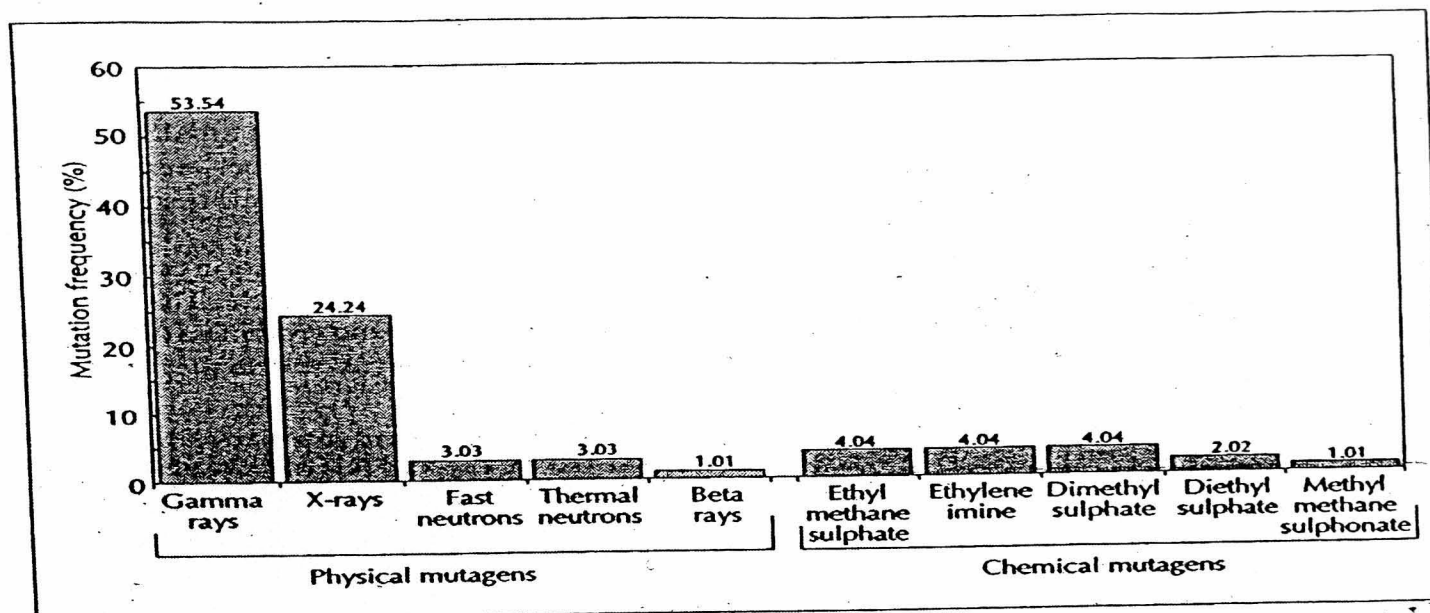 60
50
40
30
20
10
0
Mutation frequency (%)
53.54
24.24
3.03
3.03
1.01
4.04
4.04
4.04
2.02
1.01
Gamma
rays
X-rays
Fast
neutrons
Thermal
neutrons
Beta
rays
Ethyl
methane
sulphate
Ethylene
imine
Dimethyl
sulphate
Diethyl
sulphate
Methyl
methane
sulphonate
Physical mutagens
Chemical mutagens